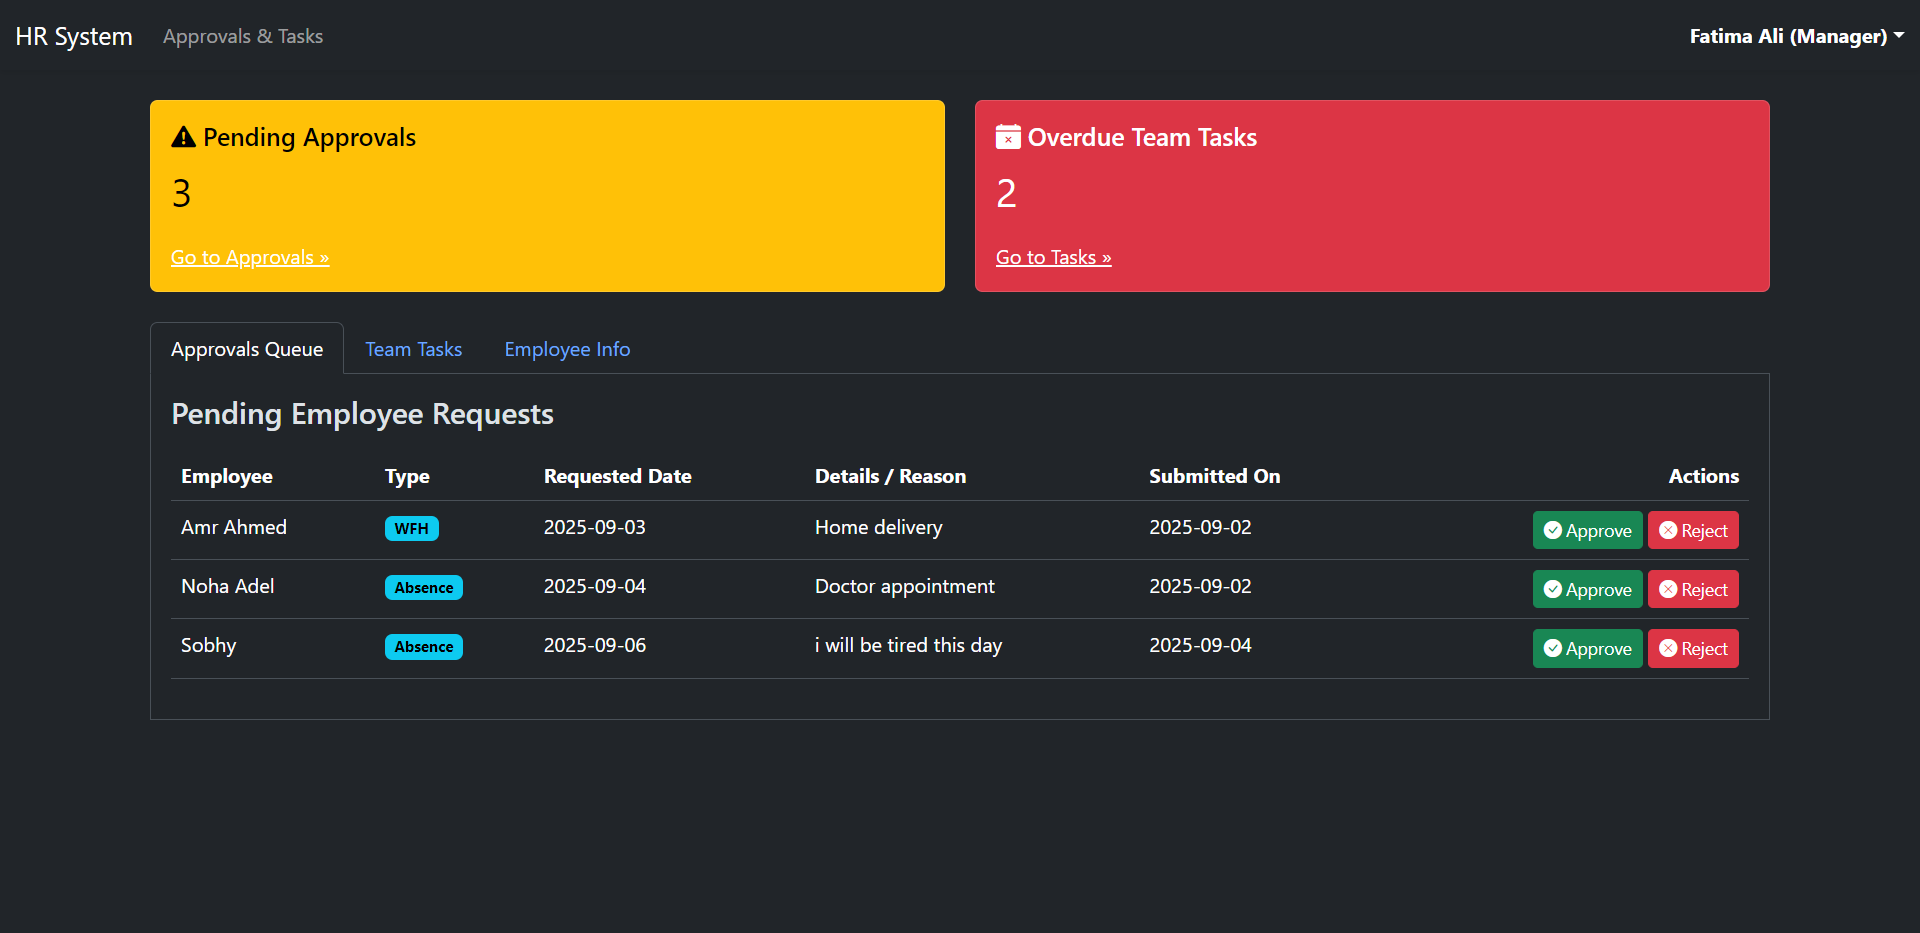 HR System Approvals & Tasks Fatima Ali (Manager)
Pending Approvals
3
Go to Approvals »
Overdue Team Tasks
2
Go to Tasks »
Approvals Queue Team Tasks Employee Info
Pending Employee Requests
Employee Type Requested Date Details / Reason Submitted On Actions
Amr Ahmed WFH 2025-09-03 Home delivery 2025-09-02 Approve Reject
Noha Adel Absence 2025-09-04 Doctor appointment 2025-09-02 Approve Reject
Sobhy Absence 2025-09-06 i will be tired this day 2025-09-04 Approve Reject